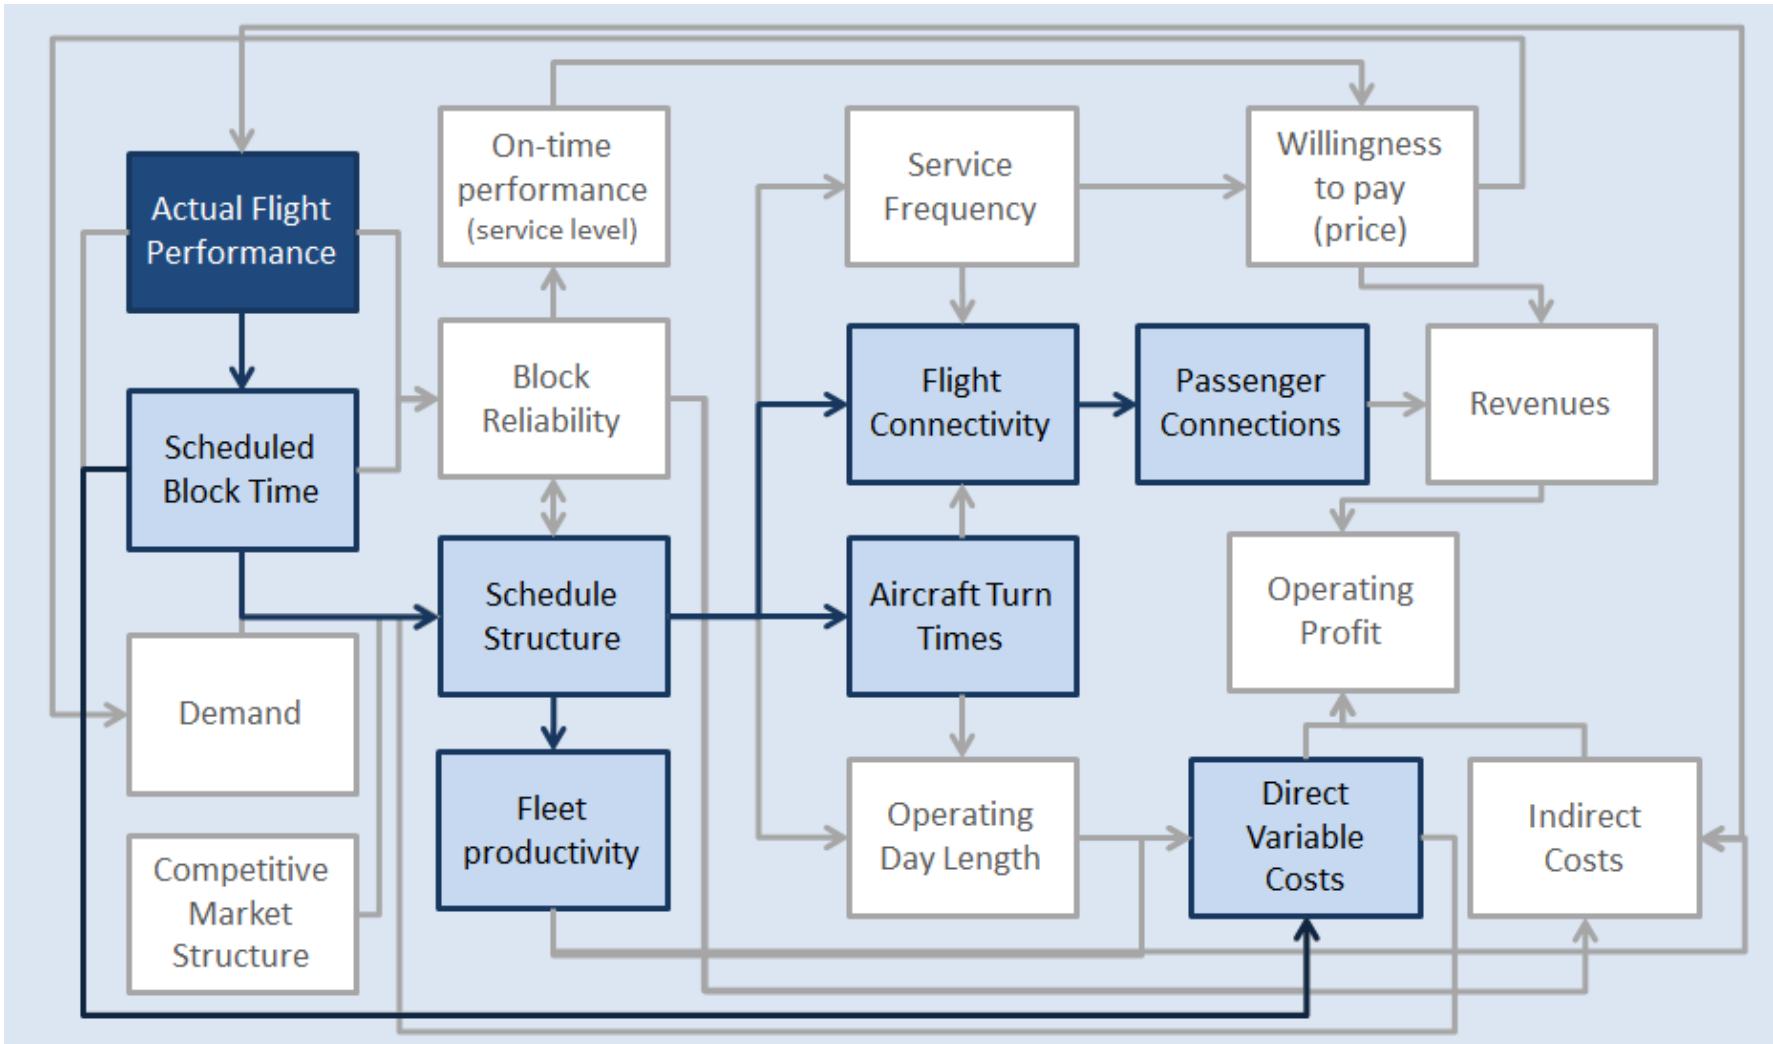 Actual Flight
Performance
Scheduled
Block Time
Demand
Competitive
Market
Structure
On-time
performance
(service level)
Block
Reliability
Schedule
Structure
Fleet
productivity
Service
Frequency
Flight
Connectivity
Aircraft Turn
Times
Operating
Day Length
Willingness
to pay
(price)
Passenger
Connections
Revenues
Operating
Profit
Direct
Variable
Costs
Indirect
Costs